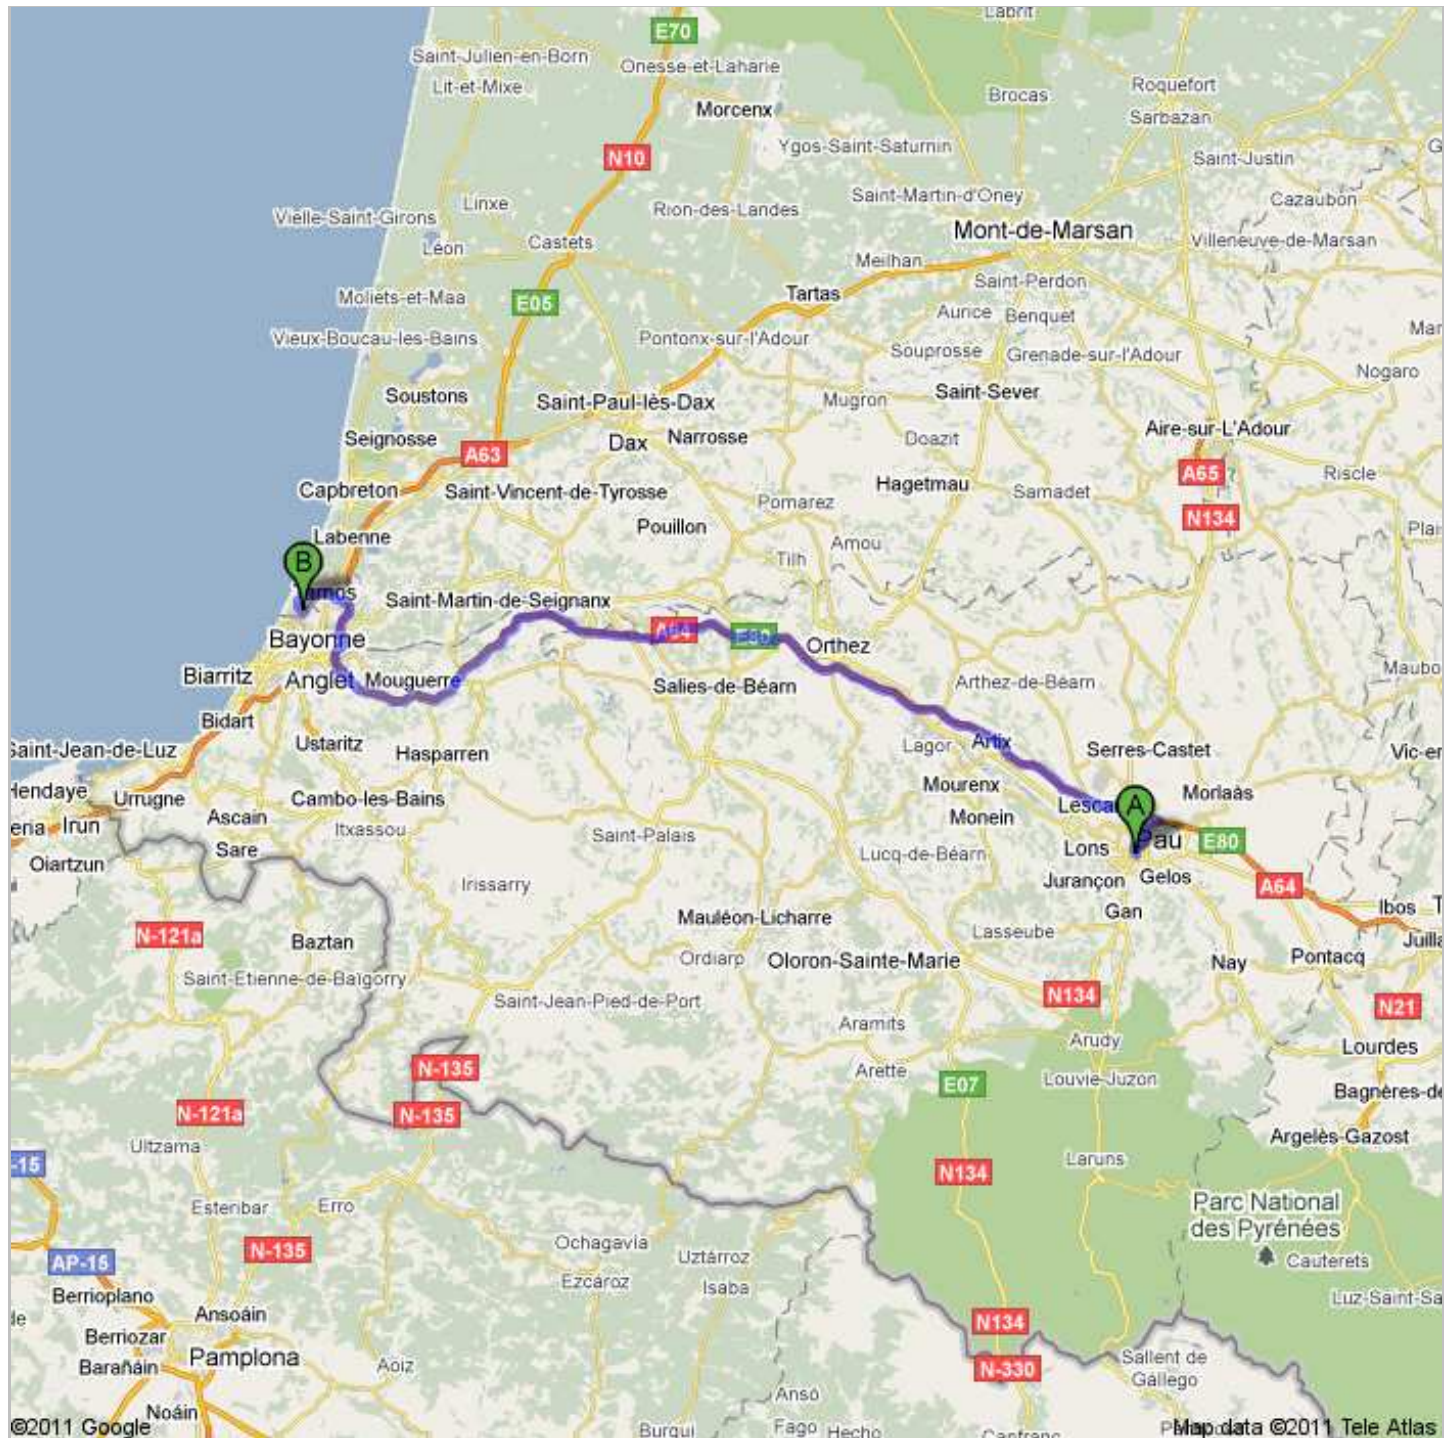 Labrit
E70
Saint-Julien-en-Born
Onesse-et-Laharie
Lit-et-Mixe
Roquefort
Brocas
Morcenx
Sarbazan
Ygos-Saint-Saturnin
N10
Saint-Justin
Saint-Martin-d'Oney
Cazaubon
Linxe
Rion-des-Landes
Vielle-Saint-Girons
Mont-de-Marsan
Léon
Castets
Villeneuve-de-Marsan
Meilhan
Saint-Perdon
Moliets-et-Maa
E05
Tartas
Aurice
Benquet
Vieux-Boucau-les-Bains
Pontonx-sur-l'Adour
Souprosse
Grenade-sur-l'Adour
Nogaro
Soustons
Saint-Paul-lès-Dax
Mugron
Saint-Sever
Seignosse
Dax
Narrosse
Doazit
Aire-sur-L'Adour
A63
A65
Riscle
Capbreton
Saint-Vincent-de-Tyrosse
Hagetmau
Samadet
Pomarez
N134
Pouillon
Labenne
Amou
Tilh
B
Saint-Martin-de-Seignanx
Bayonne
A64
E80
Orthez
Biarritz
Anglet
Mouguerre
Salies-de-Béarn
Arthez-de-Béarn
Bidart
Ustaritz
Hasparren
Lagor
Artix
Serres-Castet
Saint-Jean-de-Luz
Hendaye
Urrugne
Cambo-les-Bains
Mourenx
Morlaàs
A
Ascain
Itxassou
Monein
Irun
Saint-Palais
Pau
E80
Sare
Lucq-de-Béarn
Lons
Oiartzun
Irissarry
Jurançon
Gelos
A64
Gan
Ibos
N-121a
Baztan
Mauléon-Licharre
Lasseube
Ordiarp
Oloron-Sainte-Marie
Nay
Pontacq
Saint-Etienne-de-Baïgorry
Saint-Jean-Pied-de-Port
N134
N21
Aramits
Arudy
Lourdes
N-135
Arette
E07
Louvie-Juzon
N-121a
N-135
Ultzama
Argelès-Gazost
-15
N134
Laruns
Esteribar
Erro
Parc National
des Pyrénées
N-135
Ochagavía
Uztárroz
AP-15
Ezcároz
Isaba
Cauterets
Berrioplano
Ansoáin
N134
Berriozar
Pamplona
Barañáin
Aoiz
N-330
Sallent de
Gállego
Ansó
Noáin
Fago
Hecho
Burgui
©2011 Google
Map data ©2011 Tele Atlas